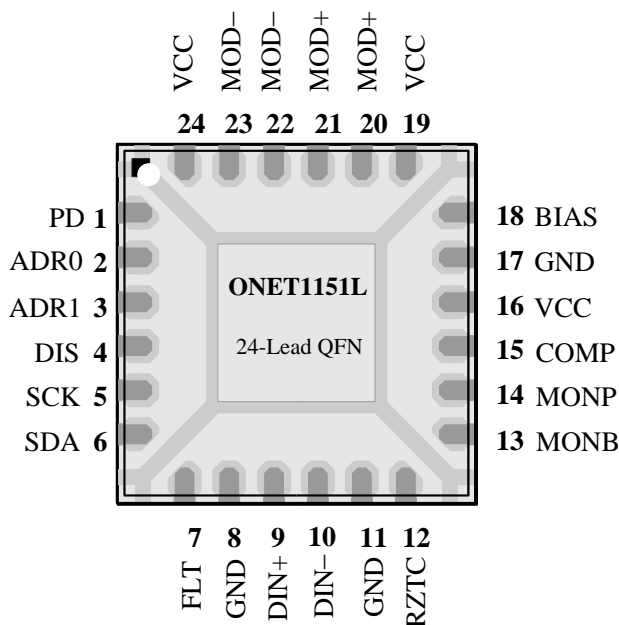 VCC MOD– MOD– MOD+ MOD+ VCC
24 23 22 21 20 19
PD 1
ADR0 2
ADR1 3
DIS 4
SCK 5
SDA 6
ONET1151L
24-Lead QFN
18 BIAS
17 GND
16 VCC
15 COMP
14 MONP
13 MONB
7 8 9 10 11 12
FLT GND DIN+ DIN– GND RZTC